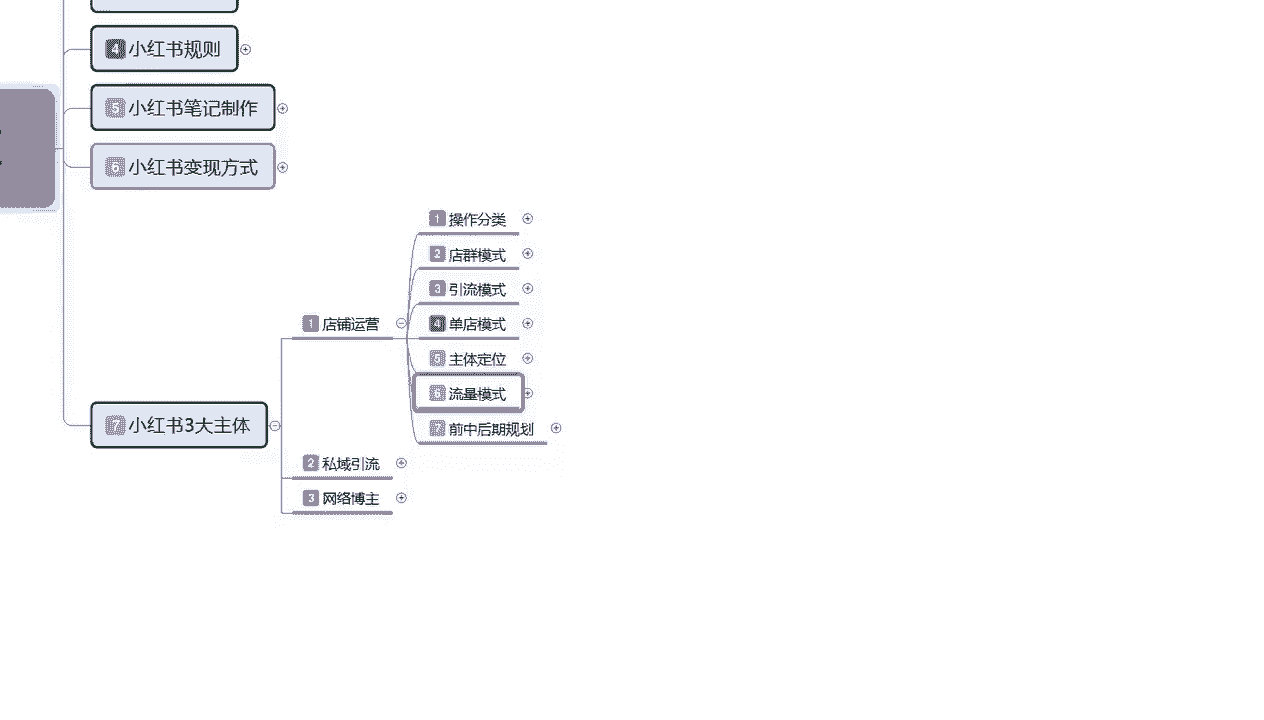 4 小红书规则
5 小红书笔记制作
6 小红书变现方式
1 操作分类
2 店群模式
3 引流模式
1 店铺运营
4 单店模式
5 主体定位
6 流量模式
7 小红书3大主体
7 前中后期规划
2 私域引流
3 网络博主